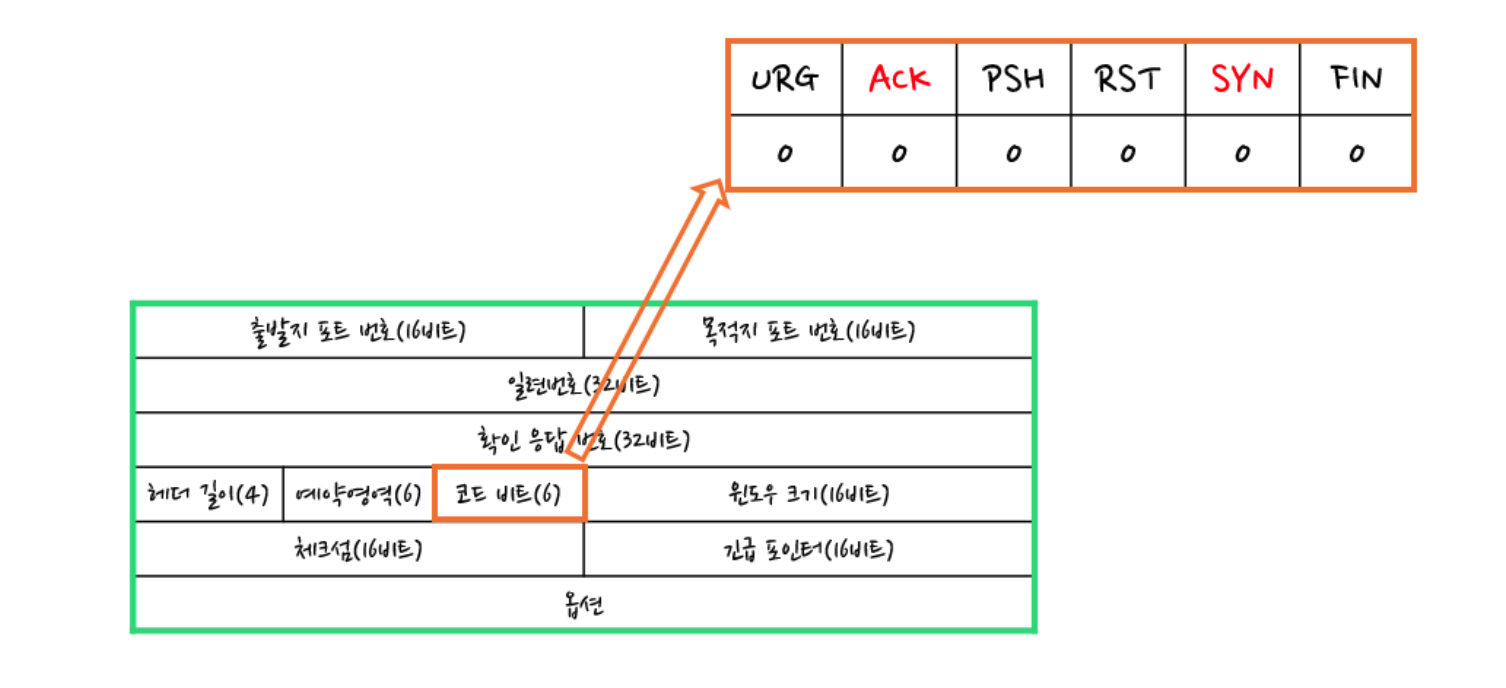 URG ACK PSH RST SYN FIN
0 0 0 0 0 0
출발지 포트 번호(16비트) 목적지 포트 번호(16비트)
일련번호(32비트)
확인 응답 번호(32비트)
헤더 길이(4) 예약영역(6) 코드 비트(6) 윈도우 크기(16비트)
체크섬(16비트) 긴급 포인터(16비트)
옵션